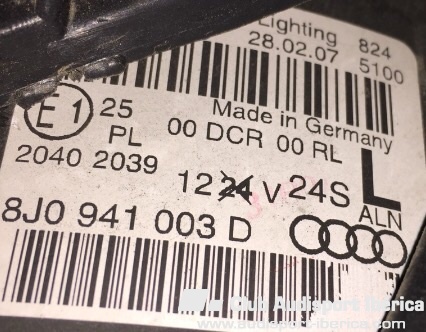 Lighting 824
28.02.07 5100
Made in Germany
E1 25 00 DCR 00 RL
PL
2040 2039
12 24 V 24S L
8J0 941 003 D ALN
Club Audisport Iberica
www.audisport-iberica.com